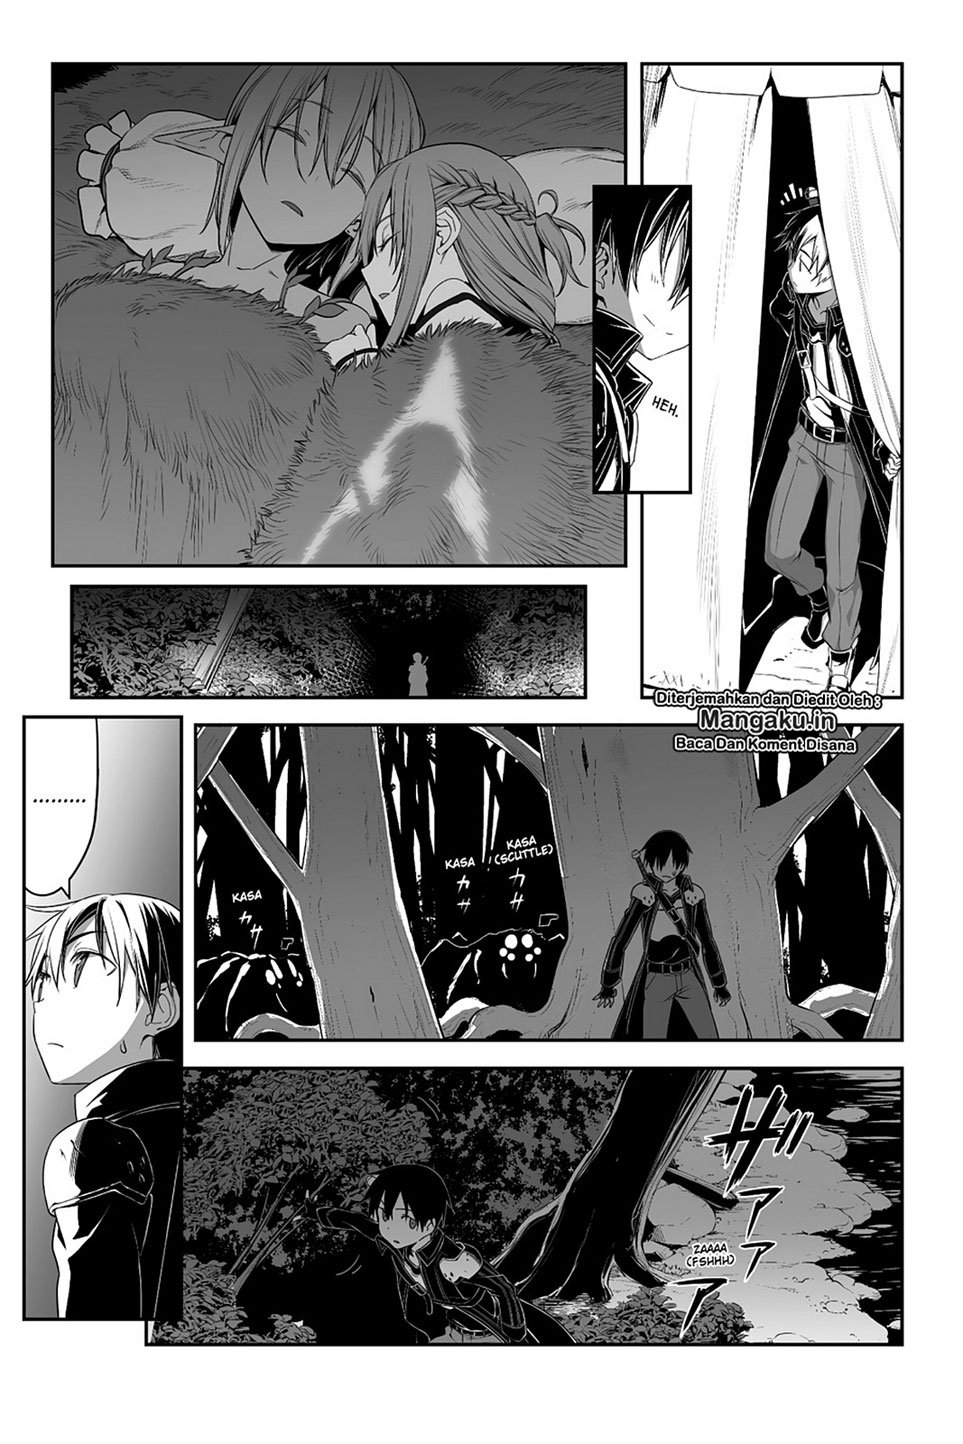 HEH.
Diterjemahkan dan Diedit Oleh :
Mangaku.in
Baca Dan Koment Disana
KASA
(SCUTTLE)
カサ
KASA
カサ
KASA
カサ
...........
ザァァァ
ZAAAA
(FSHHH)